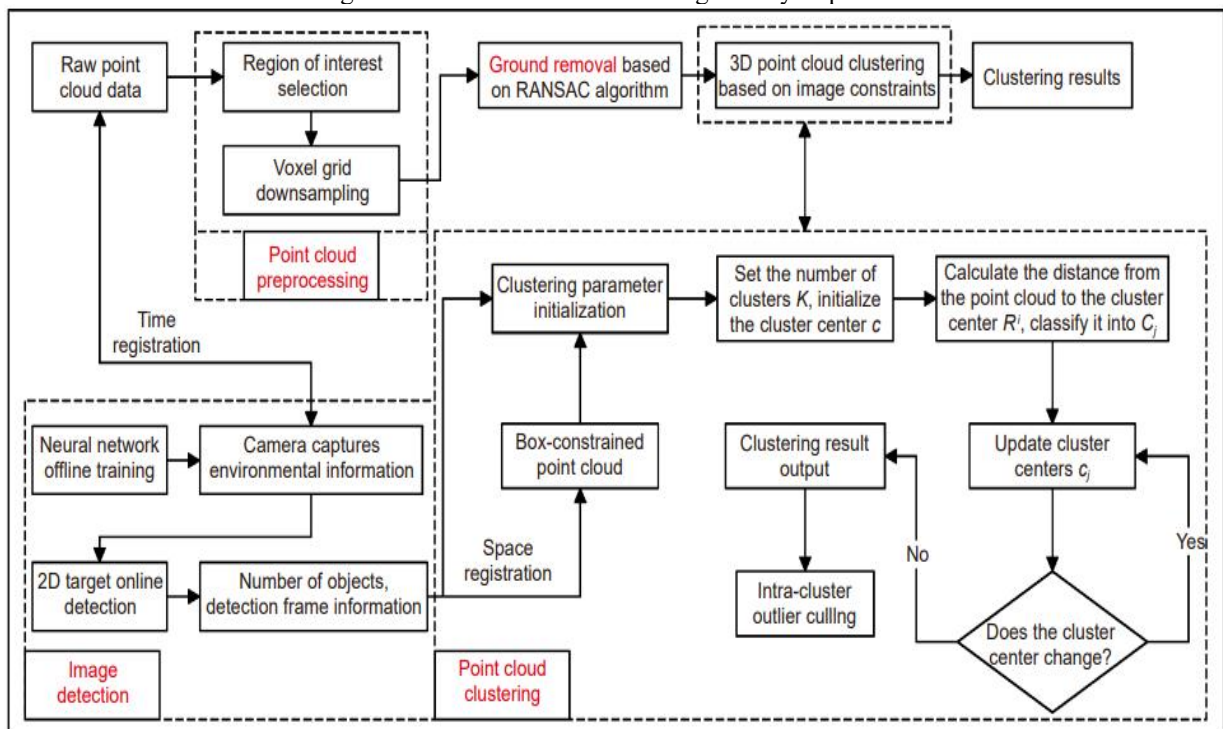 Raw point
cloud data
Region of interest
selection
Voxel grid
downsampling
Point cloud
preprocessing
Ground removal based
on RANSAC algorithm
3D point cloud clustering
based on image constraints
Clustering results
Time
registration
Neural network
offline training
Camera captures
environmental information
2D target online
detection
Number of objects,
detection frame information
Image
detection
Space
registration
Box-constrained
point cloud
Clustering parameter
initialization
Set the number of
clusters K, initialize
the cluster center c
Calculate the distance from
the point cloud to the cluster
center Rⁱ, classify it into Cⱼ
Update cluster
centers cⱼ
Does the cluster
center change?
Yes
No
Clustering result
output
Intra-cluster
outlier cullIng
Point cloud
clustering